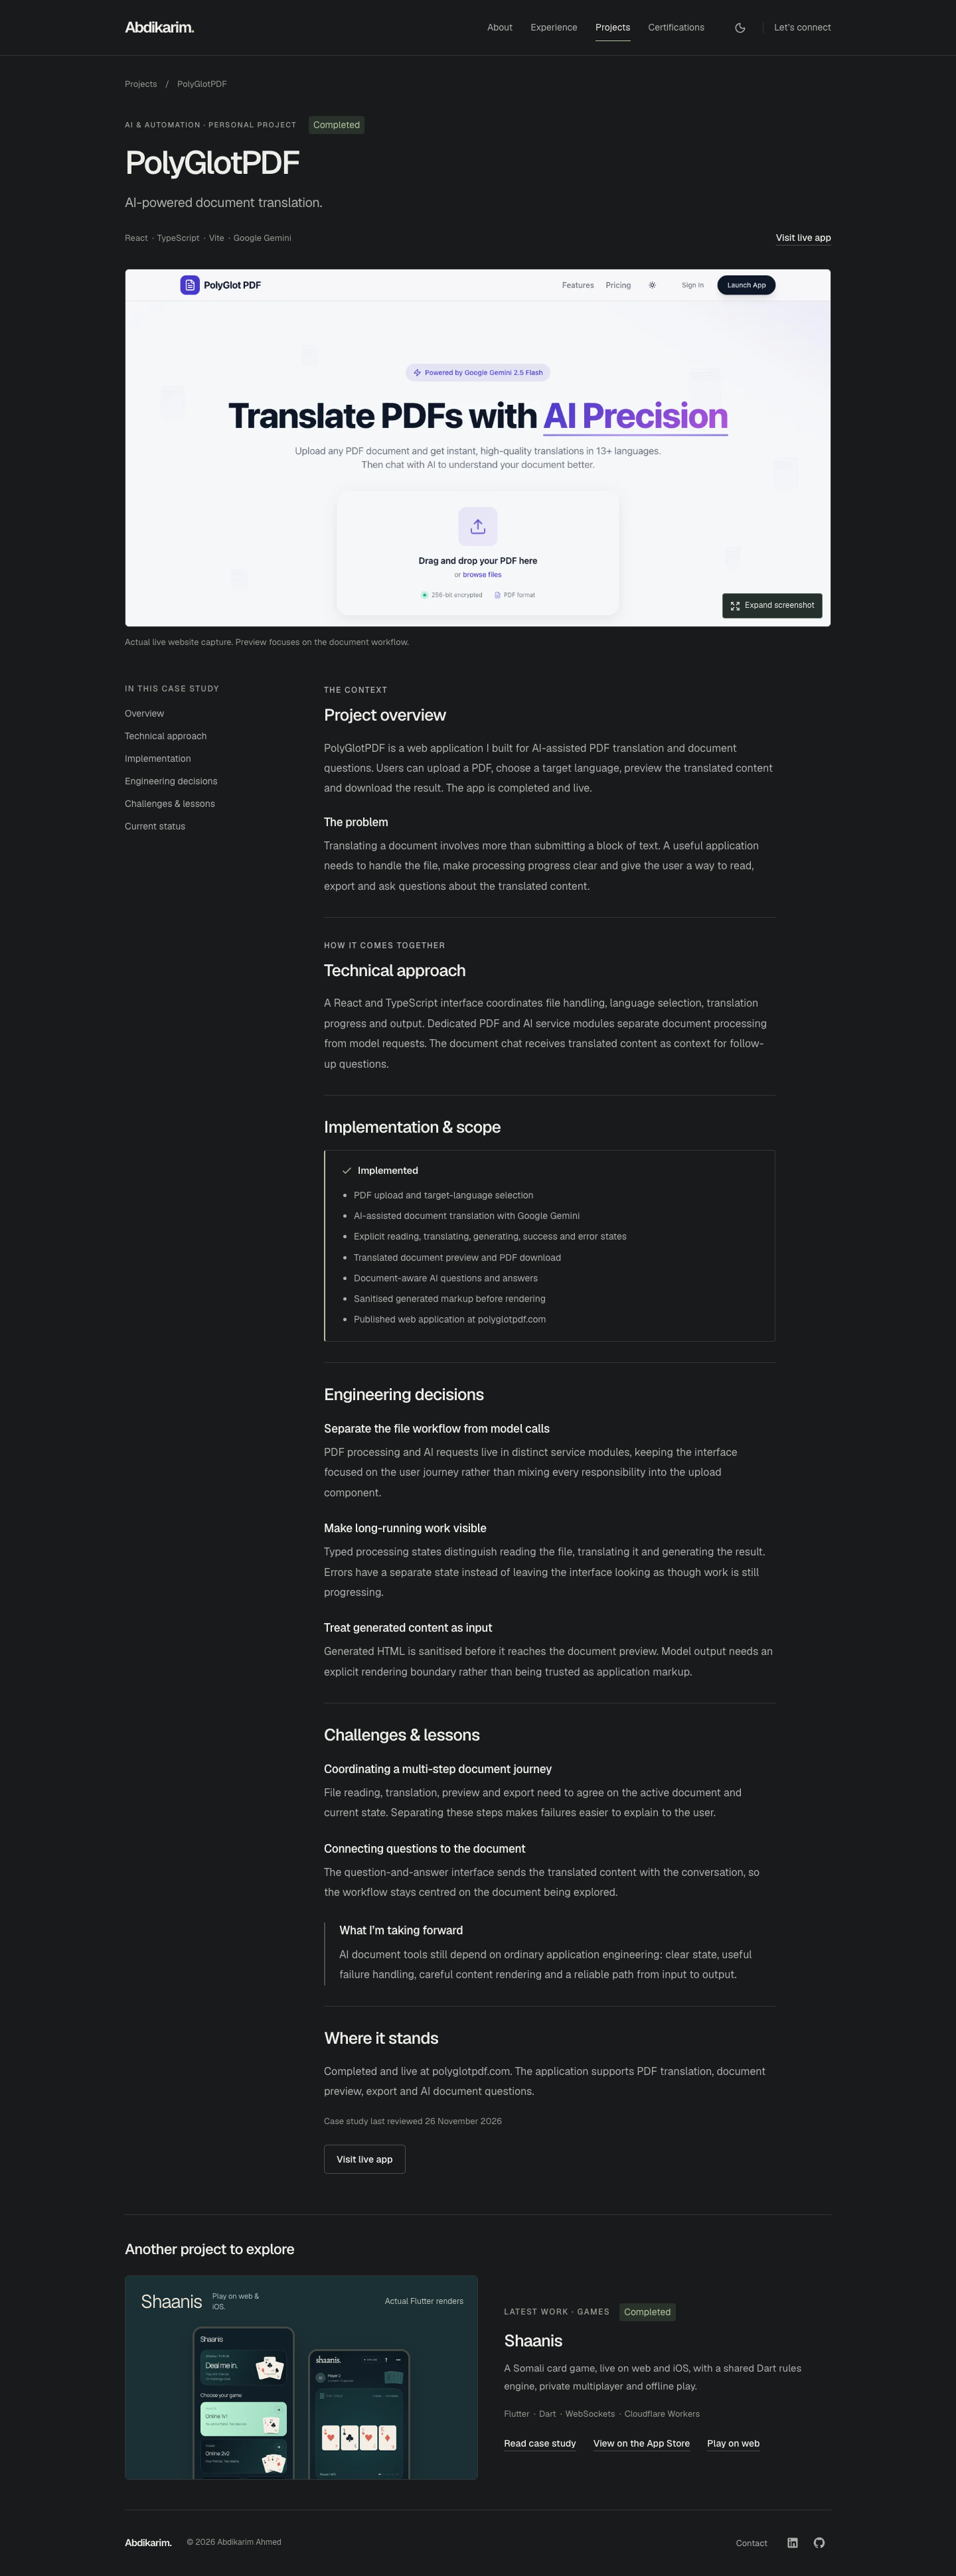 Abdikarim.
About
Experience
Projects
Certifications
Let's connect
Projects / PolyGlotPDF
AI & AUTOMATION · PERSONAL PROJECT
Completed
PolyGlotPDF
AI-powered document translation.
React · TypeScript · Vite · Google Gemini
Visit live app
PolyGlot PDF
Features
Pricing
Sign In
Launch App
Powered by Google Gemini 2.5 Flash
Translate PDFs with AI Precision
Upload any PDF document and get instant, high-quality translations in 13+ languages.
Then chat with AI to understand your document better.
Drag and drop your PDF here
or browse files
256-bit encrypted
PDF format
Expand screenshot
Actual live website capture. Preview focuses on the document workflow.
IN THIS CASE STUDY
Overview
Technical approach
Implementation
Engineering decisions
Challenges & lessons
Current status
THE CONTEXT
Project overview
PolyGlotPDF is a web application I built for AI-assisted PDF translation and document
questions. Users can upload a PDF, choose a target language, preview the translated content
and download the result. The app is completed and live.
The problem
Translating a document involves more than submitting a block of text. A useful application
needs to handle the file, make processing progress clear and give the user a way to read,
export and ask questions about the translated content.
HOW IT COMES TOGETHER
Technical approach
A React and TypeScript interface coordinates file handling, language selection, translation
progress and output. Dedicated PDF and AI service modules separate document processing
from model requests. The document chat receives translated content as context for follow-
up questions.
Implementation & scope
Implemented
• PDF upload and target-language selection
• AI-assisted document translation with Google Gemini
• Explicit reading, translating, generating, success and error states
• Translated document preview and PDF download
• Document-aware AI questions and answers
• Sanitised generated markup before rendering
• Published web application at polyglotpdf.com
Engineering decisions
Separate the file workflow from model calls
PDF processing and AI requests live in distinct service modules, keeping the interface
focused on the user journey rather than mixing every responsibility into the upload
component.
Make long-running work visible
Typed processing states distinguish reading the file, translating it and generating the result.
Errors have a separate state instead of leaving the interface looking as though work is still
progressing.
Treat generated content as input
Generated HTML is sanitised before it reaches the document preview. Model output needs an
explicit rendering boundary rather than being trusted as application markup.
Challenges & lessons
Coordinating a multi-step document journey
File reading, translation, preview and export need to agree on the active document and
current state. Separating these steps makes failures easier to explain to the user.
Connecting questions to the document
The question-and-answer interface sends the translated content with the conversation, so
the workflow stays centred on the document being explored.
What I'm taking forward
AI document tools still depend on ordinary application engineering: clear state, useful
failure handling, careful content rendering and a reliable path from input to output.
Where it stands
Completed and live at polyglotpdf.com. The application supports PDF translation, document
preview, export and AI document questions.
Case study last reviewed 26 November 2026
Visit live app
Another project to explore
Shaanis
Play on web &
iOS.
Actual Flutter renders
Shaanis
Deal me in.
Choose your game
Online 1v1
Online 2v2
shaanis.
Player 2
LATEST WORK · GAMES
Completed
Shaanis
A Somali card game, live on web and iOS, with a shared Dart rules
engine, private multiplayer and offline play.
Flutter · Dart · WebSockets · Cloudflare Workers
Read case study
View on the App Store
Play on web
Abdikarim.
© 2026 Abdikarim Ahmed
Contact